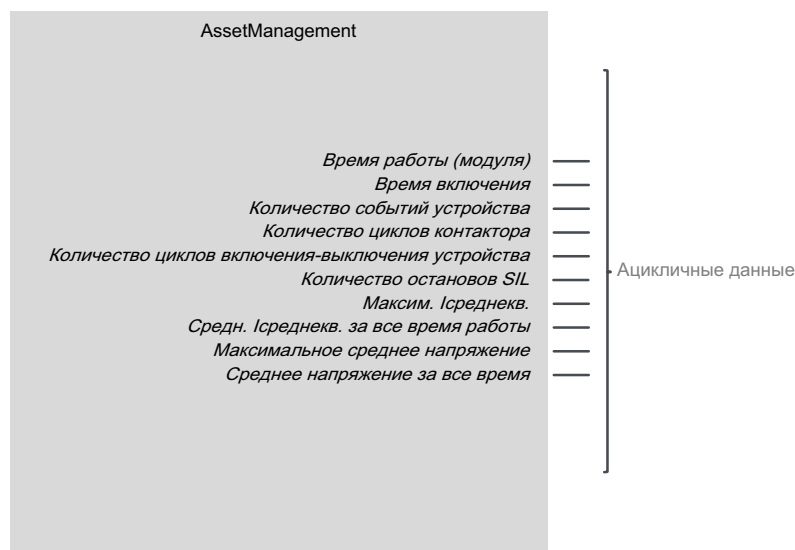 AssetManagement
Время работы (модуля)
Время включения
Количество событий устройства
Количество циклов контактора
Количество циклов включения-выключения устройства
Количество остановов SIL
Максим. Iсреднекв.
Средн. Iсреднекв. за все время работы
Максимальное среднее напряжение
Среднее напряжение за все время
Ацикличные данные